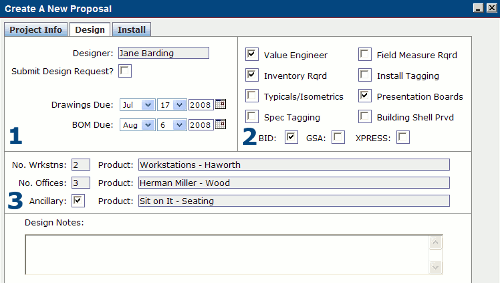 Create A New Proposal
Project Info Design Install
Designer: Jane Barding
Submit Design Request?
Drawings Due: Jul 17 2008
BOM Due: Aug 6 2008
1
Value Engineer Field Measure Rqrd
Inventory Rqrd Install Tagging
Typicals/Isometrics Presentation Boards
Spec Tagging Building Shell Prvd
2 BID: GSA: XPRESS:
No. Wrkstns: 2 Product: Workstations - Haworth
No. Offices: 3 Product: Herman Miller - Wood
3 Ancillary: Product: Sit on It - Seating
Design Notes: